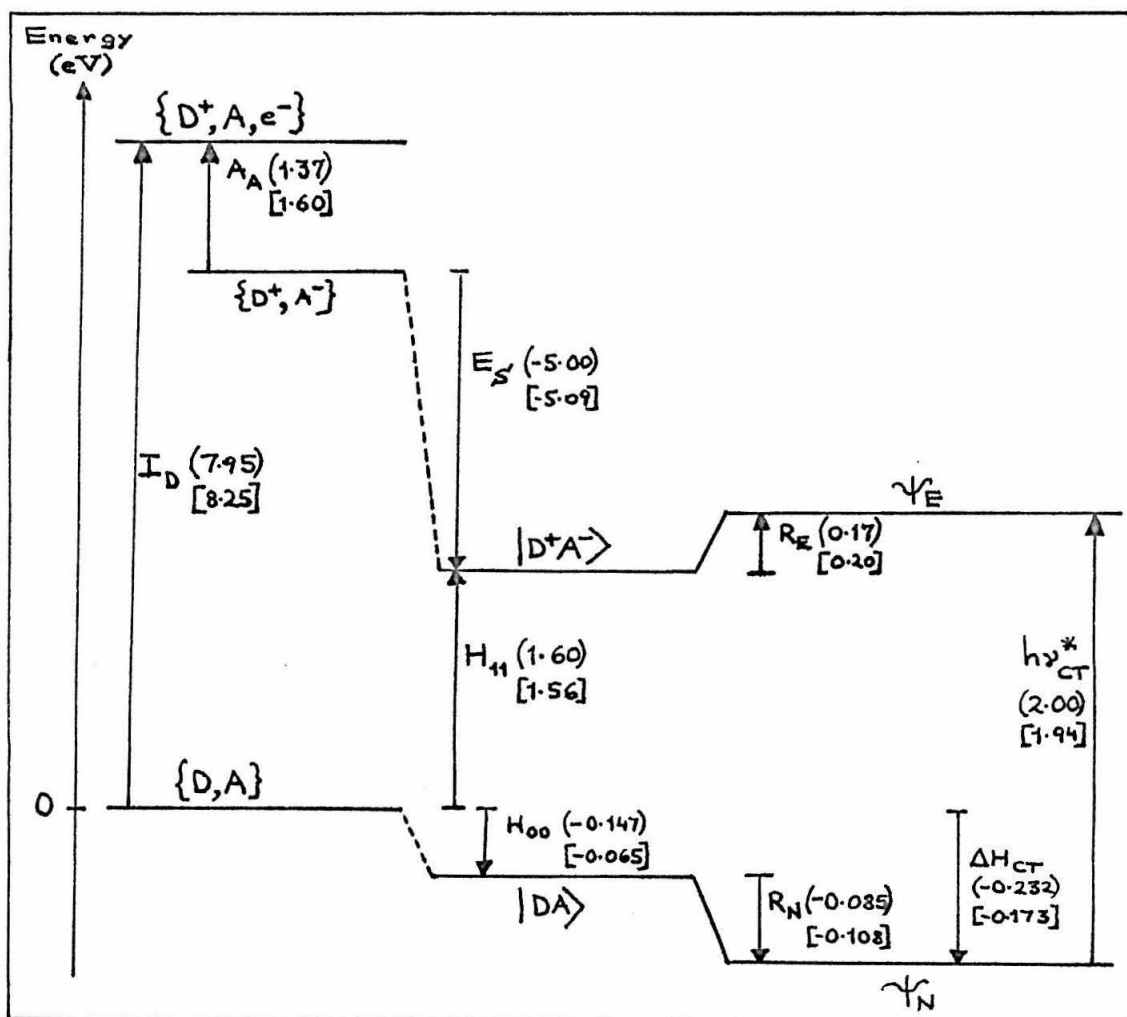 Energy
(eV)
{D⁺, A, e⁻}
A_A (1·37)
[1·60]
{D⁺, A⁻}
E_S (-5·00)
[-5·09]
I_D (7·95)
[8·25]
ψ_E
|D⁺A⁻>
R_E (0·17)
[0·20]
H₁₁ (1·60)
[1·56]
hν*_CT
(2·00)
[1·94]
{D, A}
0
H₀₀ (-0·147)
[-0·065]
ΔH_CT
(-0·232)
[-0·173]
|DA>
R_N (-0·085)
[-0·108]
ψ_N